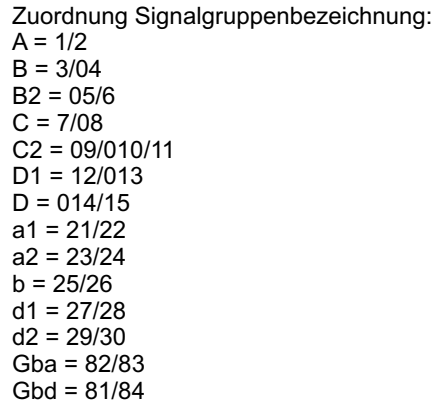 Zuordnung Signalgruppenbezeichnung:
A = 1/2
B = 3/04
B2 = 05/6
C = 7/08
C2 = 09/010/11
D1 = 12/013
D = 014/15
a1 = 21/22
a2 = 23/24
b = 25/26
d1 = 27/28
d2 = 29/30
Gba = 82/83
Gbd = 81/84